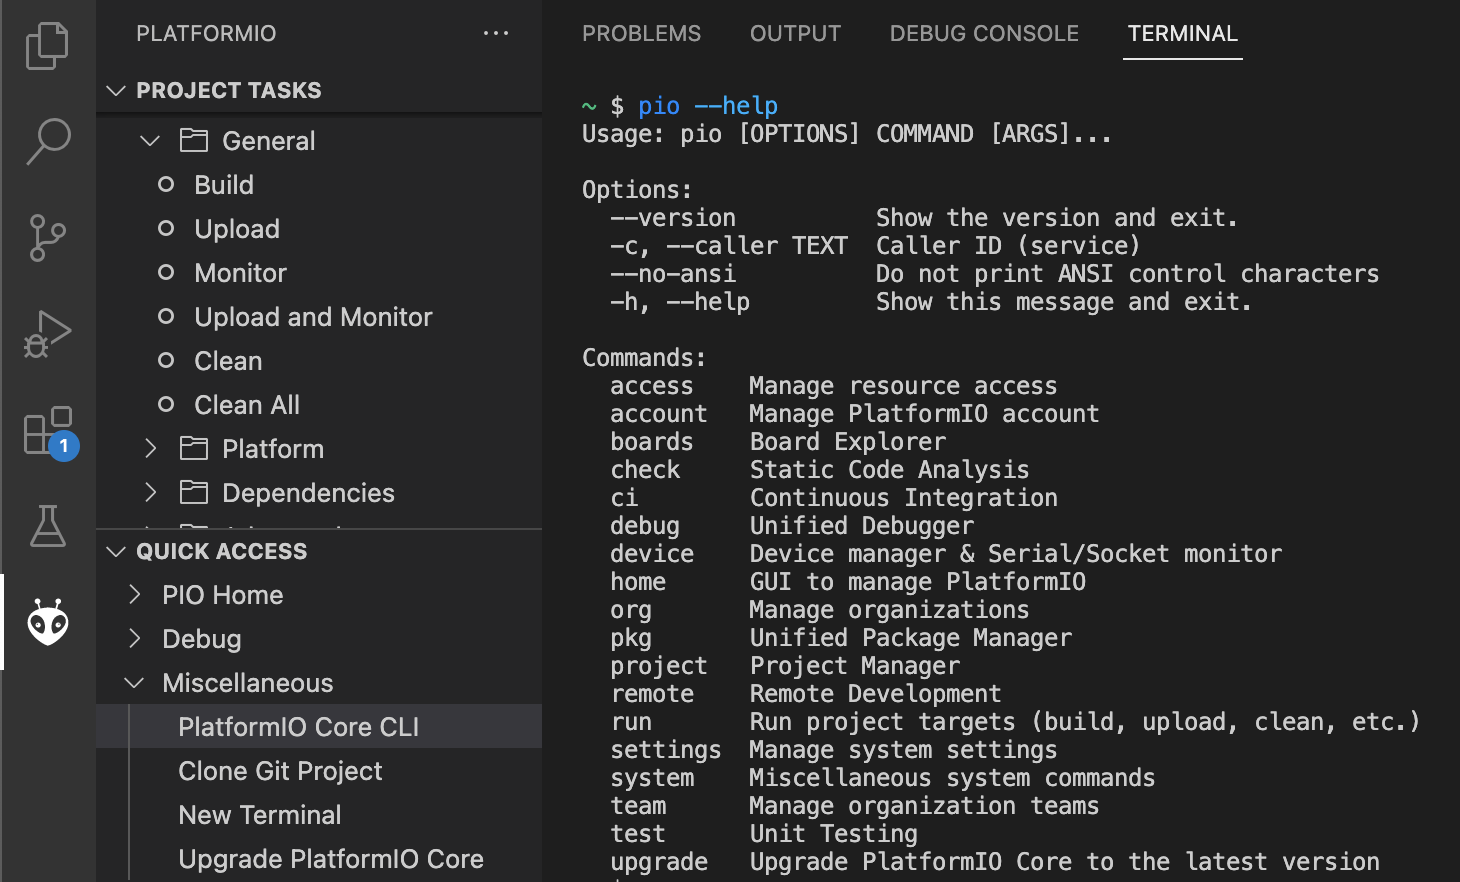 PLATFORMIO
PROJECT TASKS
General
Build
Upload
Monitor
Upload and Monitor
Clean
Clean All
Platform
Dependencies
QUICK ACCESS
PIO Home
Debug
Miscellaneous
PlatformIO Core CLI
Clone Git Project
New Terminal
Upgrade PlatformIO Core
1
PROBLEMS OUTPUT DEBUG CONSOLE TERMINAL
~ $ pio --help
Usage: pio [OPTIONS] COMMAND [ARGS]...
Options:
--version Show the version and exit.
-c, --caller TEXT Caller ID (service)
--no-ansi Do not print ANSI control characters
-h, --help Show this message and exit.
Commands:
access Manage resource access
account Manage PlatformIO account
boards Board Explorer
check Static Code Analysis
ci Continuous Integration
debug Unified Debugger
device Device manager & Serial/Socket monitor
home GUI to manage PlatformIO
org Manage organizations
pkg Unified Package Manager
project Project Manager
remote Remote Development
run Run project targets (build, upload, clean, etc.)
settings Manage system settings
system Miscellaneous system commands
team Manage organization teams
test Unit Testing
upgrade Upgrade PlatformIO Core to the latest version